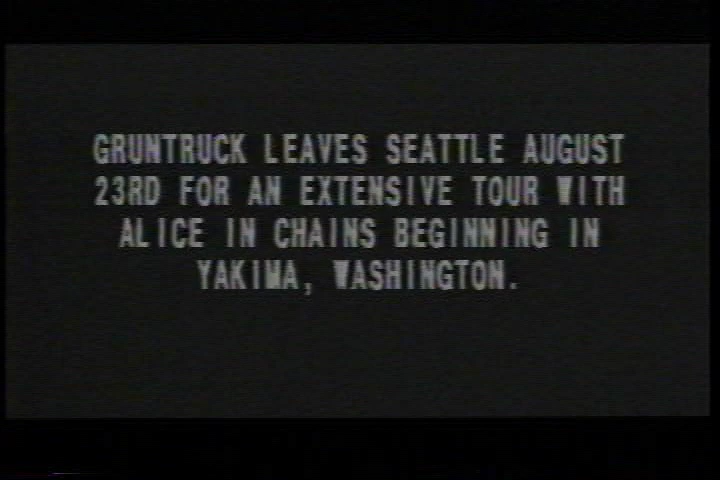 GRUNTRUCK LEAVES SEATTLE AUGUST
23RD FOR AN EXTENSIVE TOUR WITH
ALICE IN CHAINS BEGINNING IN
YAKIMA, WASHINGTON.